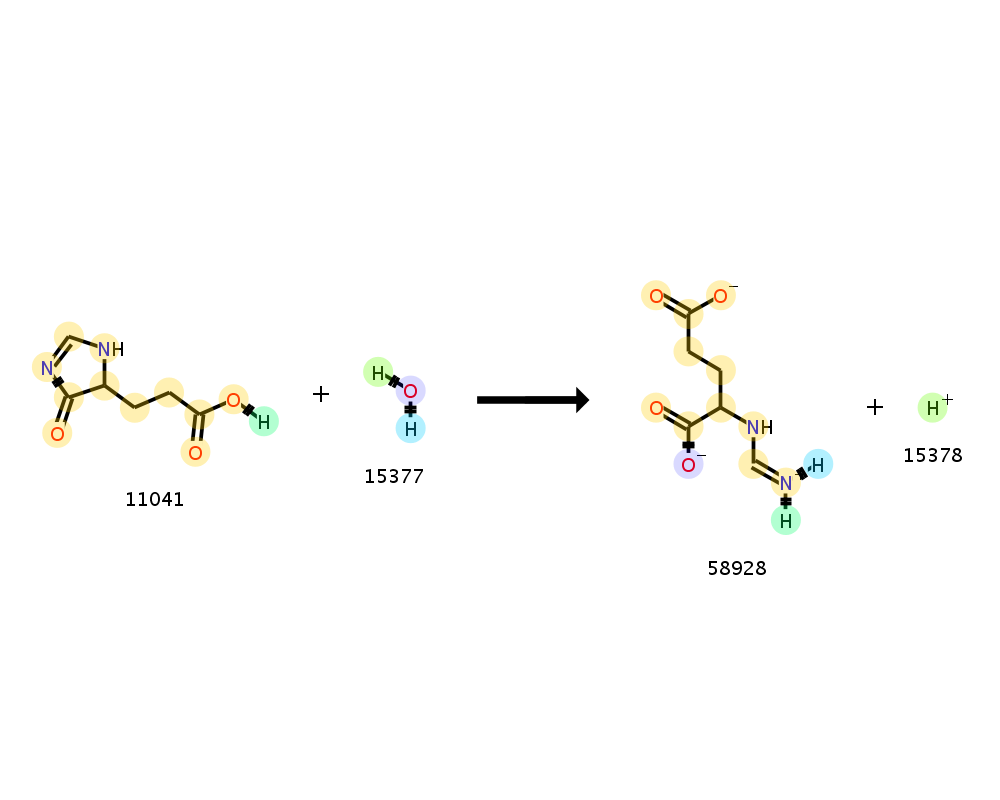 O O⁻
H
N NH H O H⁺
+ O O NH +
O H H O⁻ N H
O 15377 15378
11041 H
58928